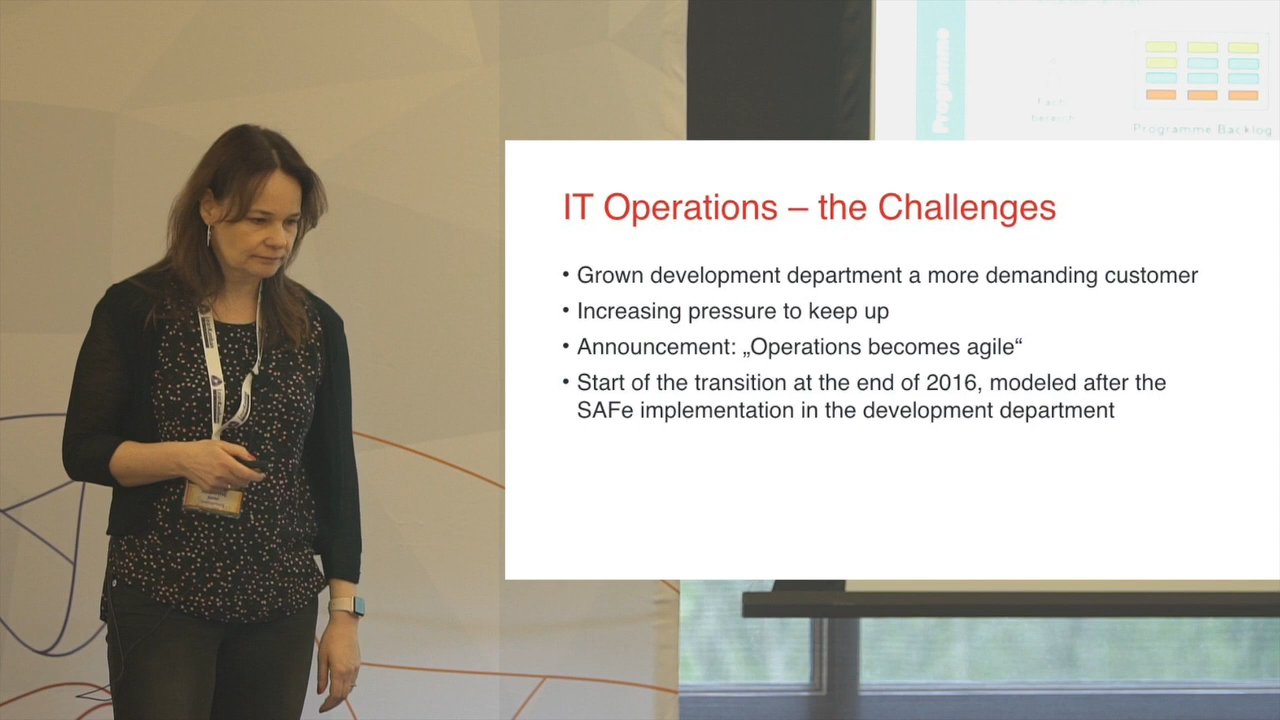 Programme
Programme Backlog
IT Operations – the Challenges
• Grown development department a more demanding customer
• Increasing pressure to keep up
• Announcement: „Operations becomes agile“
• Start of the transition at the end of 2016, modeled after the
SAFe implementation in the development department